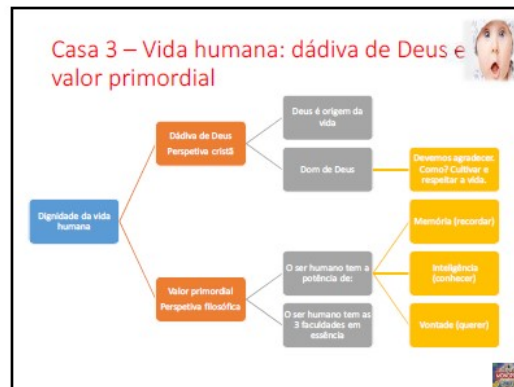 Casa 3 – Vida humana: dádiva de Deus e
valor primordial
Dignidade da vida
humana
Dádiva de Deus
Perspetiva cristã
Deus é origem da
vida
Dom de Deus
Devemos agradecer.
Como? Cultivar e
respeitar a vida.
Valor primordial
Perspetiva filosófica
O ser humano tem a
potência de:
Memória (recordar)
Inteligência
(conhecer)
Vontade (querer)
O ser humano tem as
3 faculdades em
essência